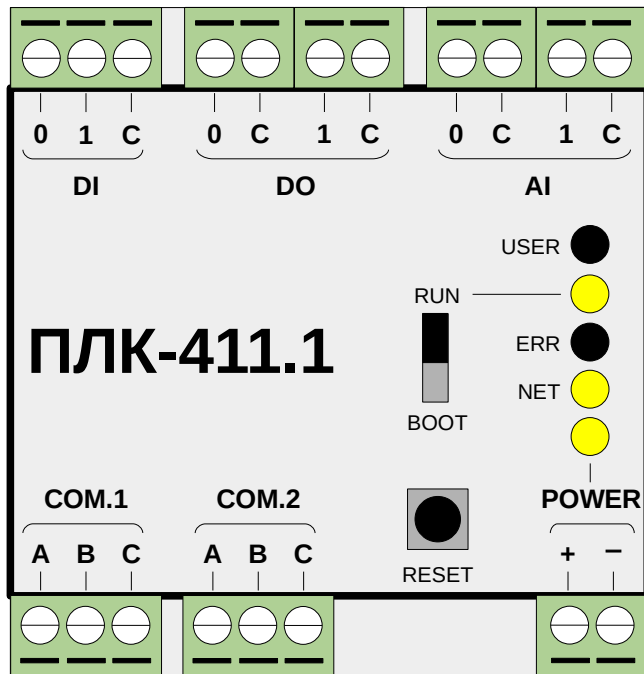 0 1 C 0 C 1 C 0 C 1 C
DI DO AI
USER
RUN
ПЛК-411.1
ERR
NET
BOOT
COM.1 COM.2 POWER
A B C A B C + −
RESET